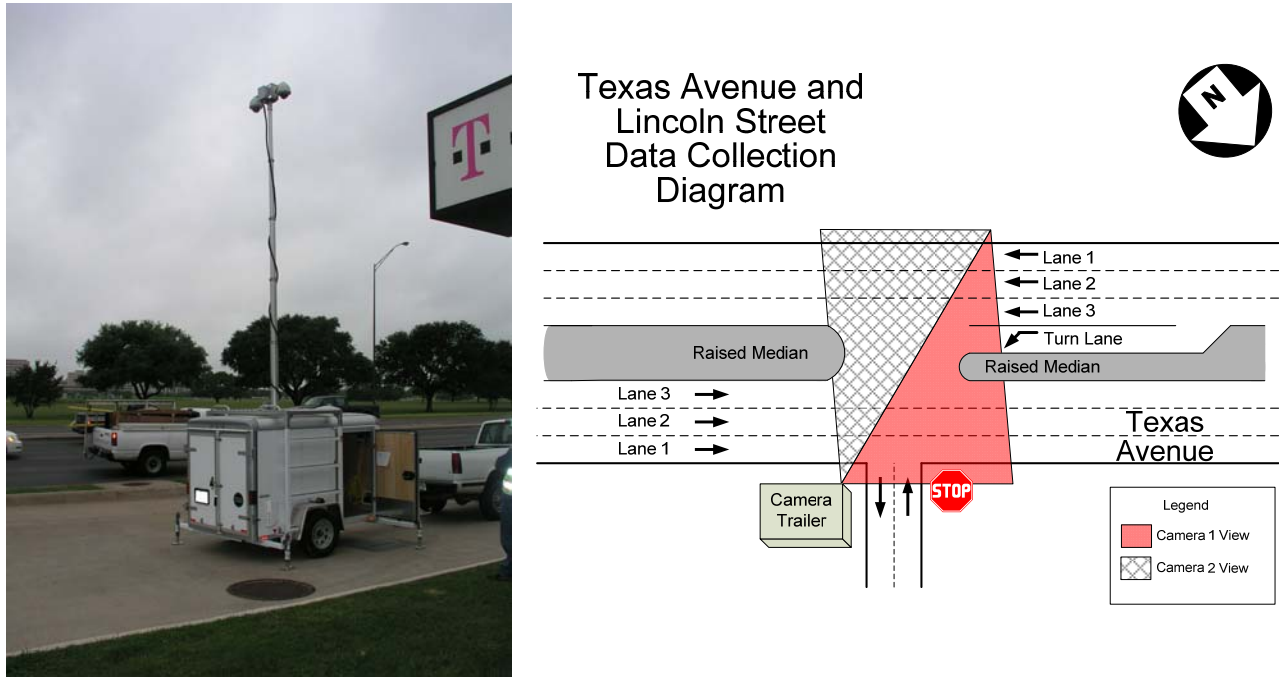 T
Texas Avenue and
Lincoln Street
Data Collection
Diagram
N
Lane 1
Lane 2
Lane 3
Turn Lane
Raised Median
Raised Median
Lane 3
Lane 2
Lane 1
Texas
Avenue
STOP
Camera
Trailer
Legend
Camera 1 View
Camera 2 View